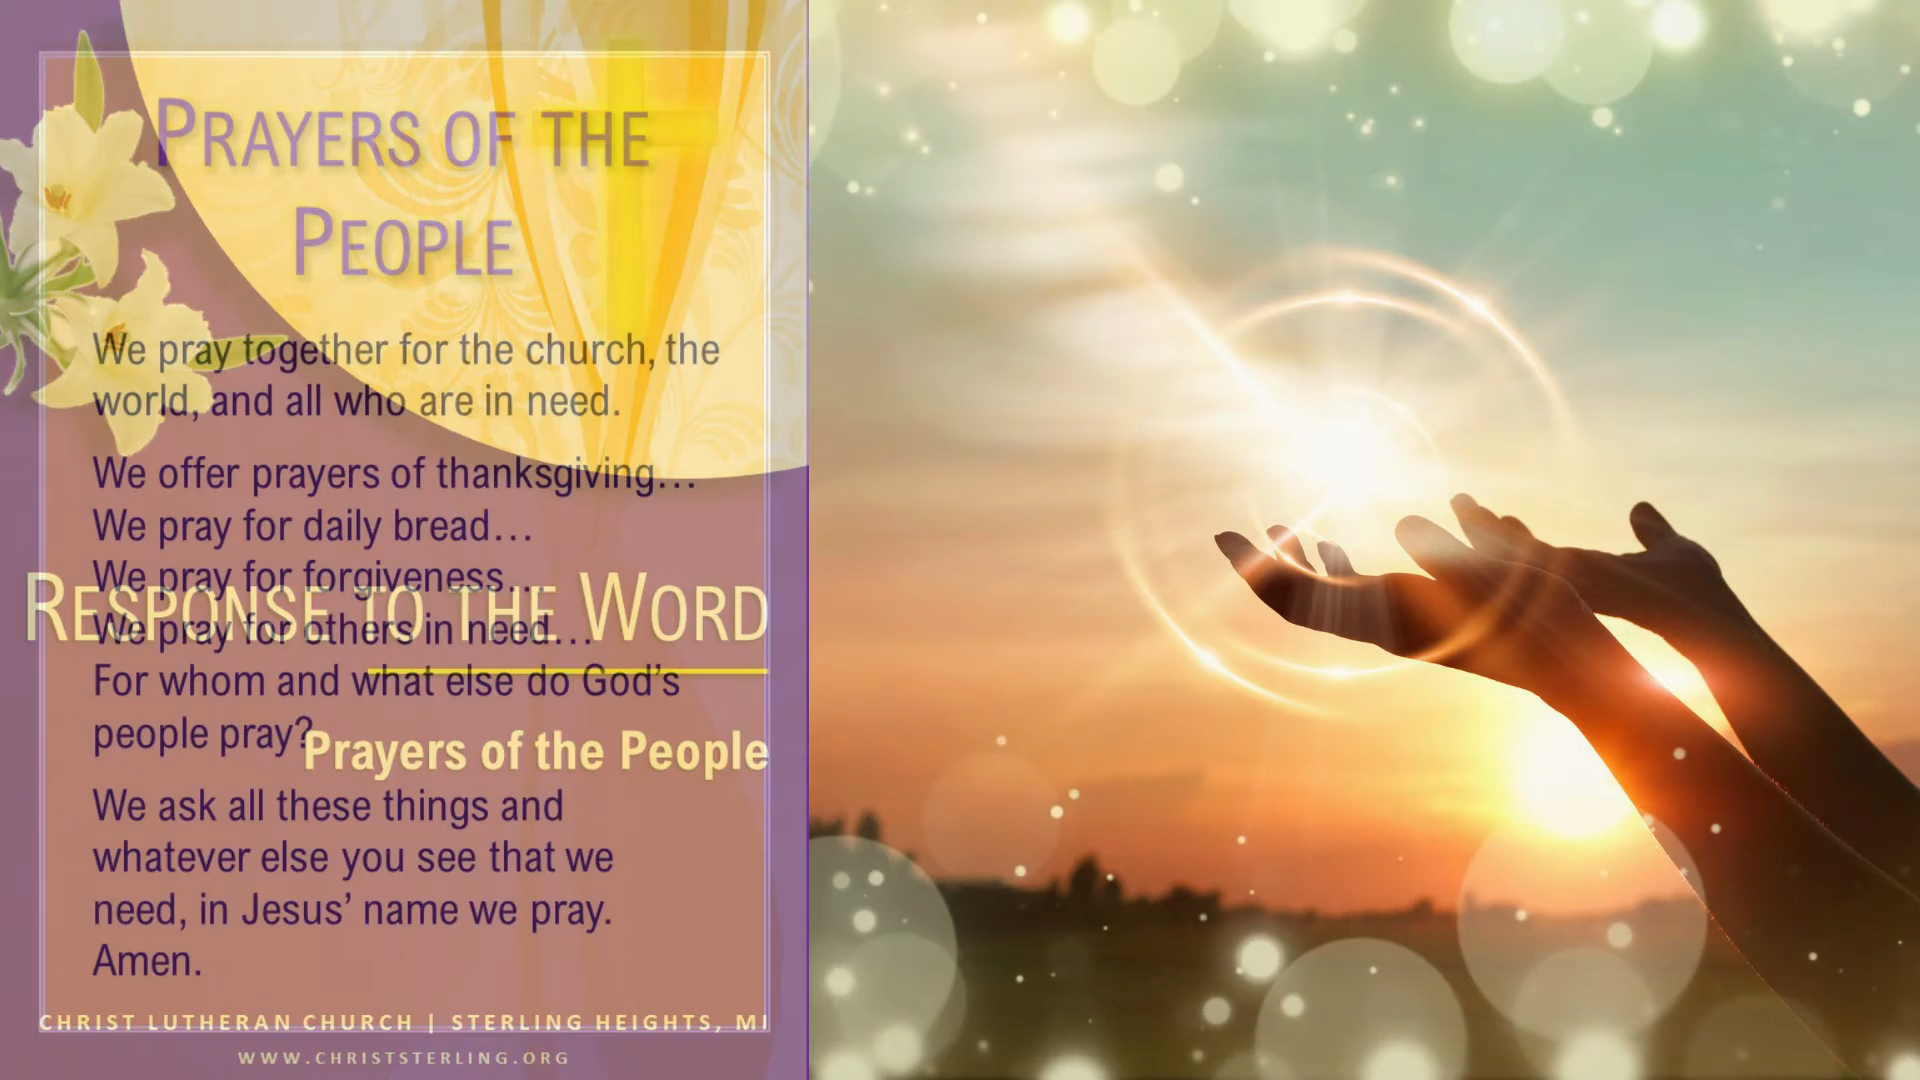 PRAYERS OF THE
PEOPLE
We pray together for the church, the
world, and all who are in need.
We offer prayers of thanksgiving…
We pray for daily bread…
We pray for forgiveness…
RESPONSE TO THE WORD
We pray for others in need…
For whom and what else do God’s
people pray?
Prayers of the People
We ask all these things and
whatever else you see that we
need, in Jesus’ name we pray.
Amen.
CHRIST LUTHERAN CHURCH | STERLING HEIGHTS, MI
WWW.CHRISTSTERLING.ORG